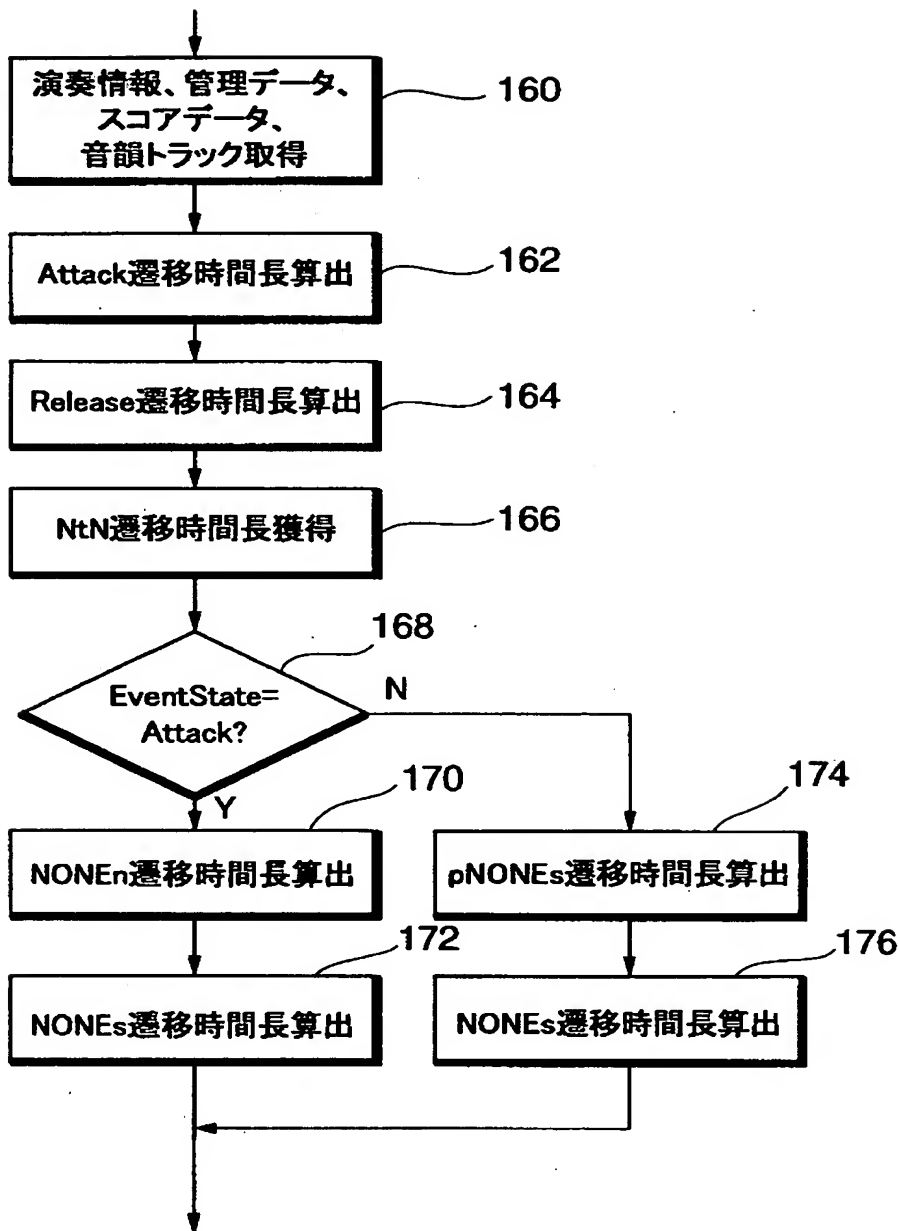 演奏情報、管理データ、
スコアデータ、
音韻トラック取得
160
Attack遷移時間長算出
162
Release遷移時間長算出
164
NtN遷移時間長獲得
166
168
EventState=
Attack?
N
Y
170
NONEn遷移時間長算出
174
pNONEs遷移時間長算出
172
NONEs遷移時間長算出
176
NONEs遷移時間長算出